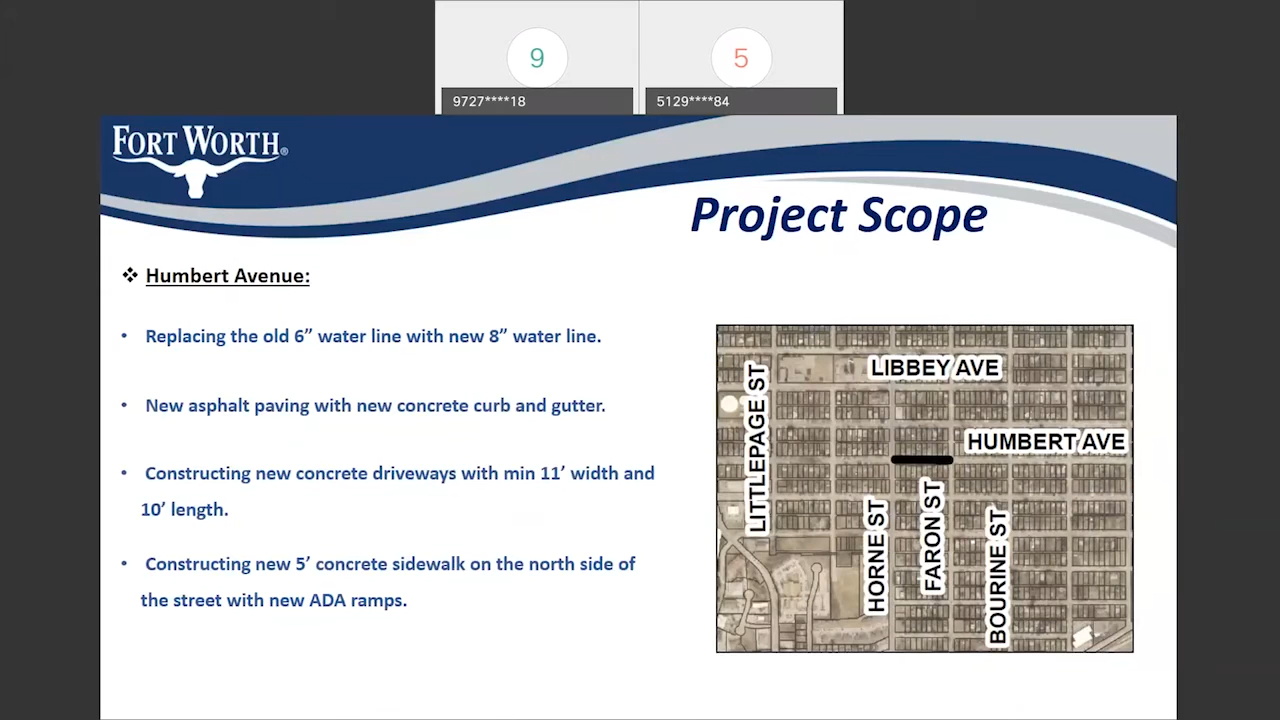 9
5
9727****18
5129****84
FORT WORTH®
Project Scope
❖ Humbert Avenue:
• Replacing the old 6” water line with new 8” water line.
• New asphalt paving with new concrete curb and gutter.
• Constructing new concrete driveways with min 11’ width and
10’ length.
• Constructing new 5’ concrete sidewalk on the north side of
the street with new ADA ramps.
LIBBEY AVE
LITTLEPAGE ST
HUMBERT AVE
HORNE ST
FARON ST
BOURINE ST